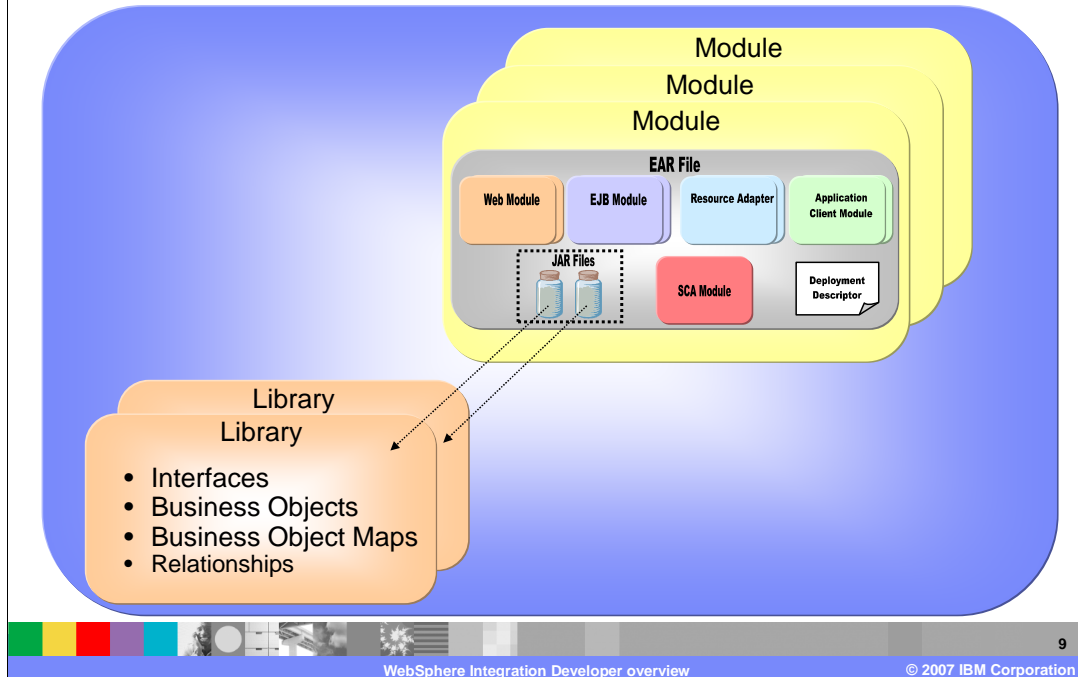 Module
Module
Module
EAR File
Web Module
EJB Module
Resource Adapter
Application
Client Module
JAR Files
SCA Module
Deployment
Descriptor
Library
Library
• Interfaces
• Business Objects
• Business Object Maps
• Relationships
9
WebSphere Integration Developer overview
© 2007 IBM Corporation